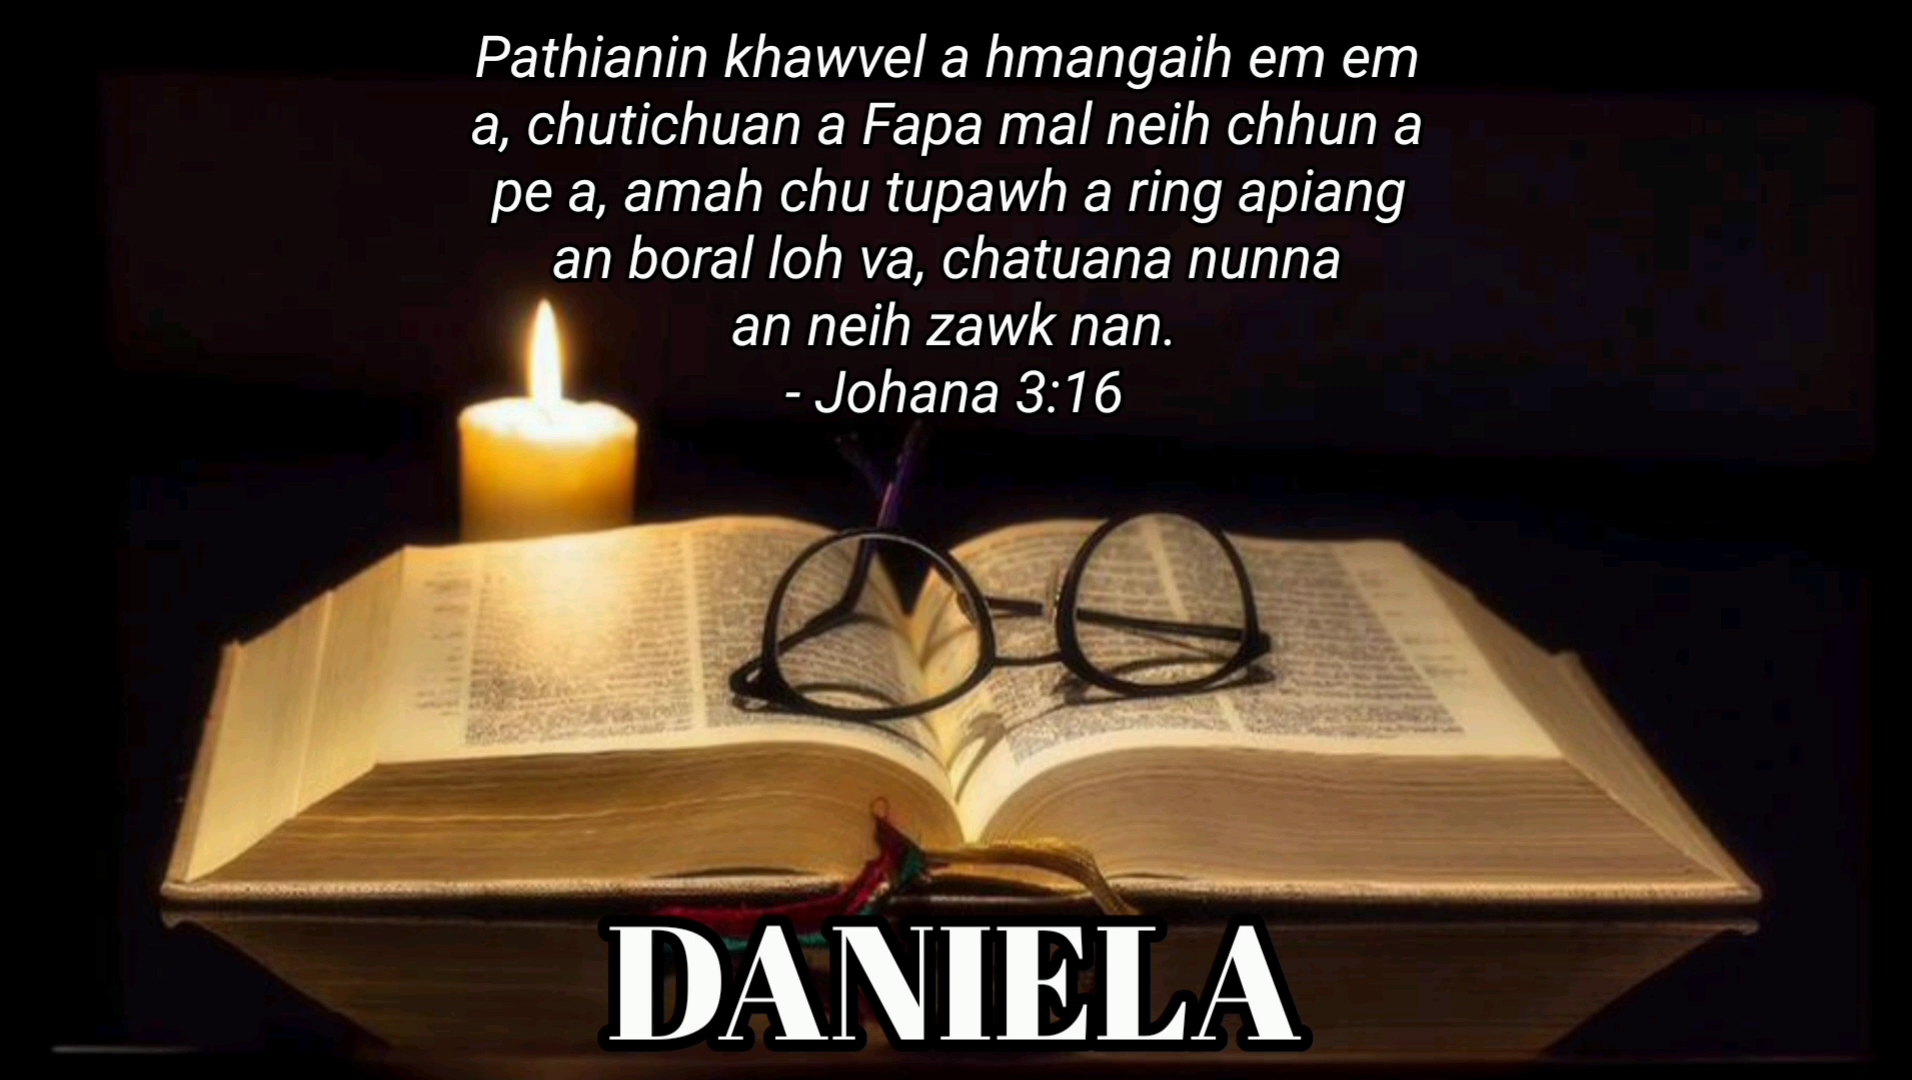 Pathianin khawvel a hmangaih em em
a, chutichuan a Fapa mal neih chhun a
pe a, amah chu tupawh a ring apiang
an boral loh va, chatuana nunna
an neih zawk nan.
- Johana 3:16
DANIELA